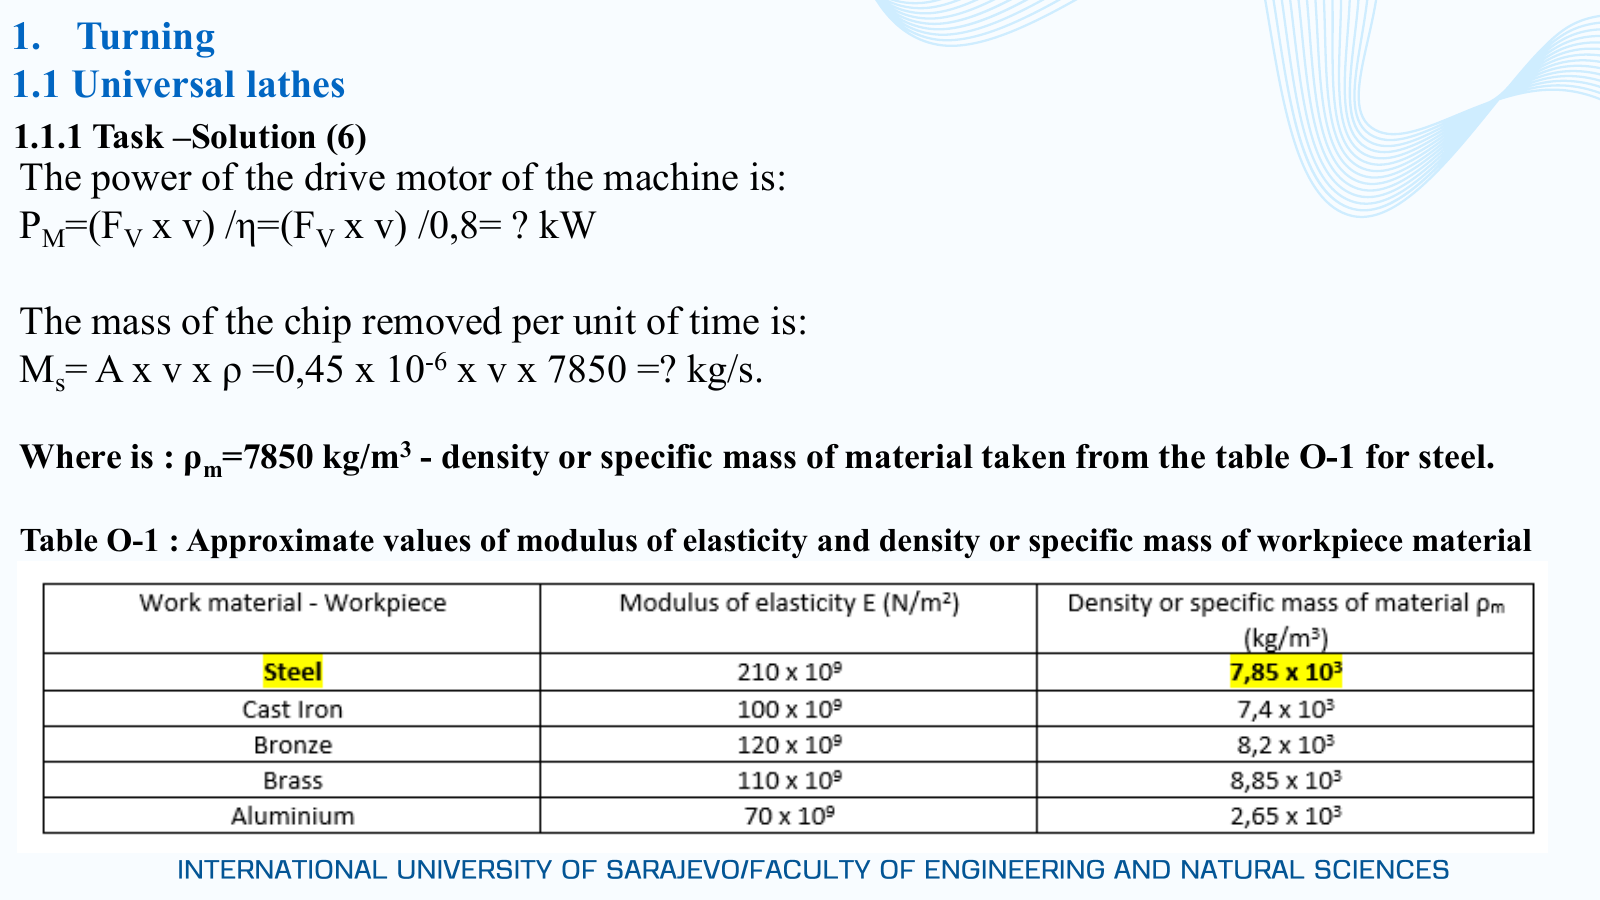 1. Turning
1.1 Universal lathes
1.1.1 Task –Solution (6)
The power of the drive motor of the machine is:
P_M=(F_V x v) /η=(F_V x v) /0,8= ? kW
The mass of the chip removed per unit of time is:
M_s= A x v x ρ =0,45 x 10⁻⁶ x v x 7850 =? kg/s.
Where is : ρ_m=7850 kg/m³ - density or specific mass of material taken from the table O-1 for steel.
Table O-1 : Approximate values of modulus of elasticity and density or specific mass of workpiece material
Work material - Workpiece Modulus of elasticity E (N/m²) Density or specific mass of material ρm
(kg/m³)
Steel 210 x 10⁹ 7,85 x 10³
Cast Iron 100 x 10⁹ 7,4 x 10³
Bronze 120 x 10⁹ 8,2 x 10³
Brass 110 x 10⁹ 8,85 x 10³
Aluminium 70 x 10⁹ 2,65 x 10³
INTERNATIONAL UNIVERSITY OF SARAJEVO/FACULTY OF ENGINEERING AND NATURAL SCIENCES